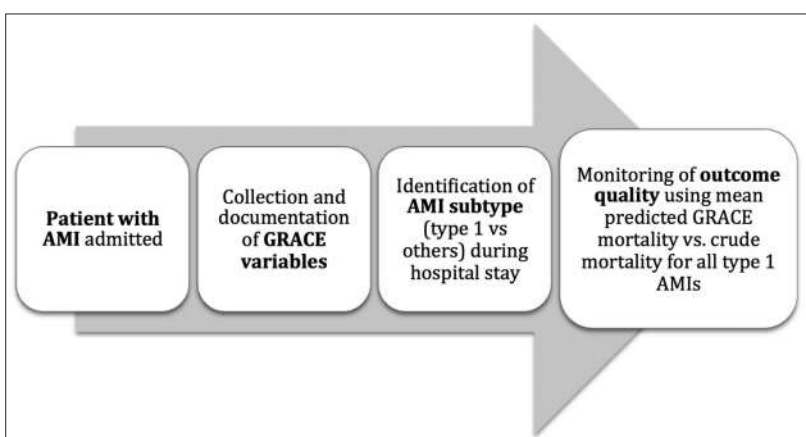 Patient with
AMI admitted
Collection and
documentation
of GRACE
variables
Identification of
AMI subtype
(type 1 vs
others) during
hospital stay
Monitoring of outcome
quality using mean
predicted GRACE
mortality vs. crude
mortality for all type 1
AMIs